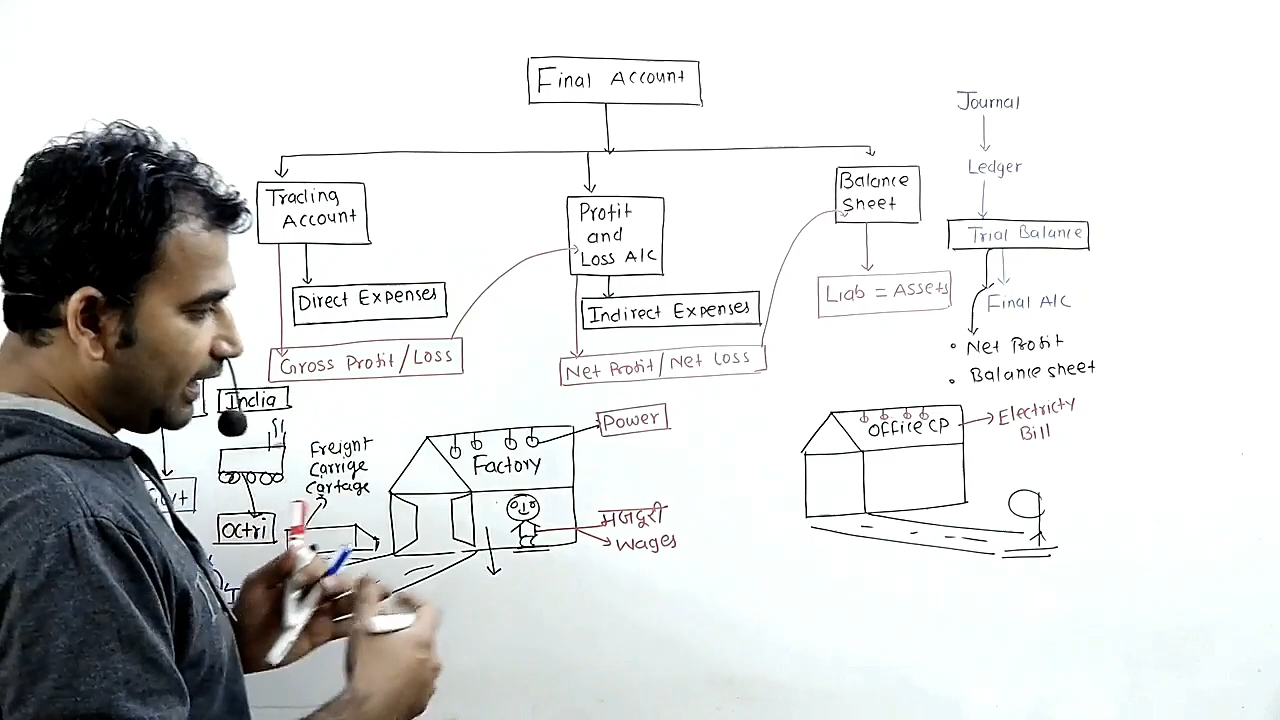 Final Account
Trading
Account
Direct Expenses
Gross Profit/Loss
Profit
and
Loss A/C
Indirect Expenses
Net Profit/Net Loss
Balance
Sheet
Liab = Assets
Journal
Ledger
Trial Balance
Final A/C
• Net Profit
• Balance sheet
India
Freight
Carrige
Cartage
Octri
Factory
Power
मजदूरी
Wages
Office CP
Electricty
Bill